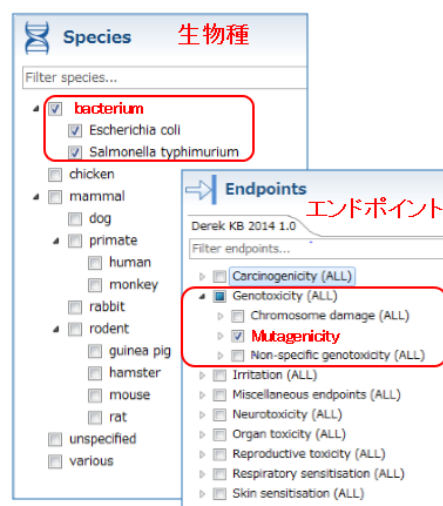 Species 生物種
Filter species...
bacterium
Escherichia coli
Salmonella typhimurium
chicken
mammal
dog
primate
human
monkey
rabbit
rodent
guinea pig
hamster
mouse
rat
unspecified
various
Endpoints
エンドポイント
Derek KB 2014 1.0
Filter endpoints...
Carcinogenicity (ALL)
Genotoxicity (ALL)
Chromosome damage (ALL)
Mutagenicity
Non-specific genotoxicity (ALL)
Irritation (ALL)
Miscellaneous endpoints (ALL)
Neurotoxicity (ALL)
Organ toxicity (ALL)
Reproductive toxicity (ALL)
Respiratory sensitisation (ALL)
Skin sensitisation (ALL)